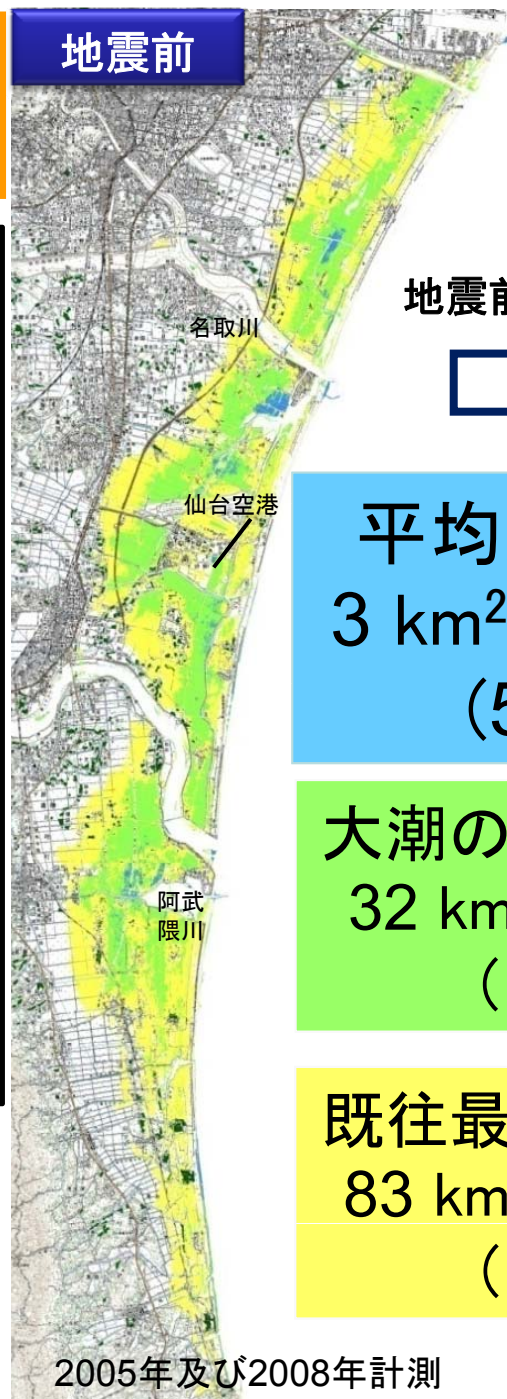 地震前
地震前
名取川
仙台空港
平均
3 km²
(5
大潮の
32 km
(
阿武
隈川
既往最
83 km
(
2005年及び2008年計測